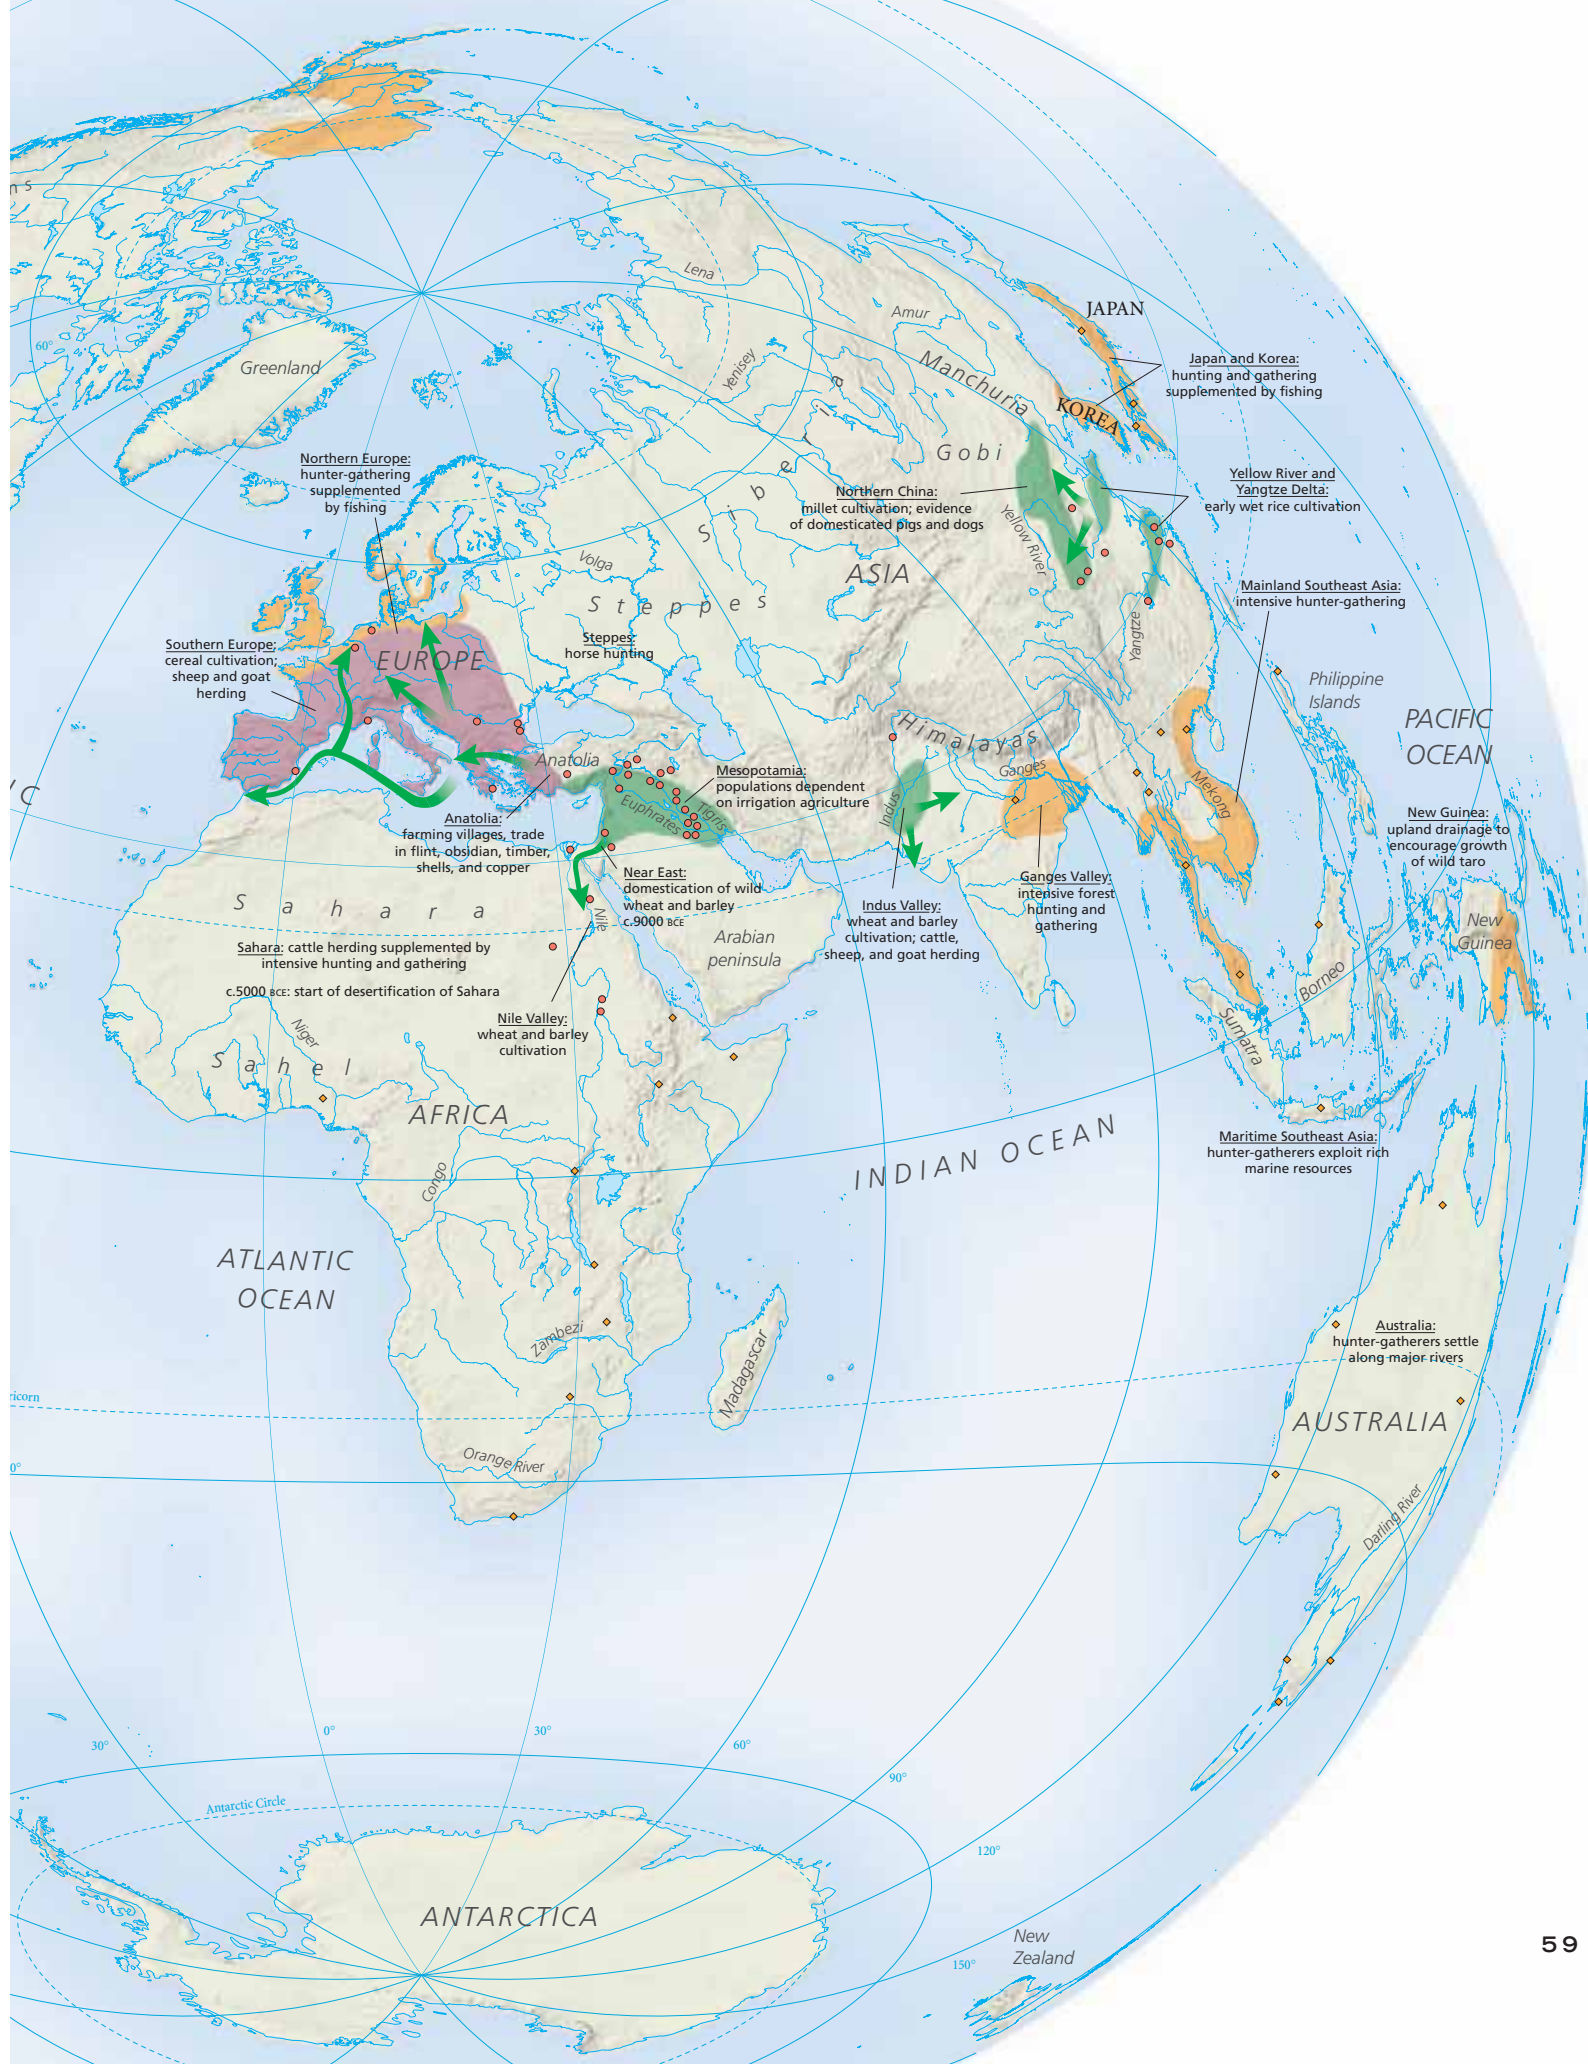 ns
60°
Greenland
Lena
Amur
Yenisey
Manchuria
JAPAN
KOREA
Japan and Korea:
hunting and gathering
supplemented by fishing
Gobi
Siberia
Northern Europe:
hunter-gathering
supplemented
by fishing
Northern China:
millet cultivation; evidence
of domesticated pigs and dogs
Yellow River and
Yangtze Delta:
early wet rice cultivation
Yellow River
Volga
ASIA
Steppes
Mainland Southeast Asia:
intensive hunter-gathering
Yangtze
Southern Europe:
cereal cultivation;
sheep and goat
herding
EUROPE
Steppes:
horse hunting
Philippine
Islands
PACIFIC
OCEAN
Himalayas
Ganges
IC
Anatolia
Mesopotamia:
populations dependent
on irrigation agriculture
Euphrates
Tigris
Indus
Mekong
Anatolia:
farming villages, trade
in flint, obsidian, timber,
shells, and copper
New Guinea:
upland drainage to
encourage growth
of wild taro
Near East:
domestication of wild
wheat and barley
c.9000 BCE
Ganges Valley:
intensive forest
hunting and
gathering
Indus Valley:
wheat and barley
cultivation; cattle,
sheep, and goat herding
Sahara
Nile
Arabian
peninsula
New
Guinea
Sahara: cattle herding supplemented by
intensive hunting and gathering
c.5000 BCE: start of desertification of Sahara
Borneo
Nile Valley:
wheat and barley
cultivation
Niger
Sumatra
Sahel
AFRICA
Maritime Southeast Asia:
hunter-gatherers exploit rich
marine resources
INDIAN OCEAN
Congo
ATLANTIC
OCEAN
Zambezi
Madagascar
Australia:
hunter-gatherers settle
along major rivers
ricorn
AUSTRALIA
0°
Orange River
Darling River
30°
0°
30°
60°
90°
120°
150°
Antarctic Circle
ANTARCTICA
New
Zealand
59